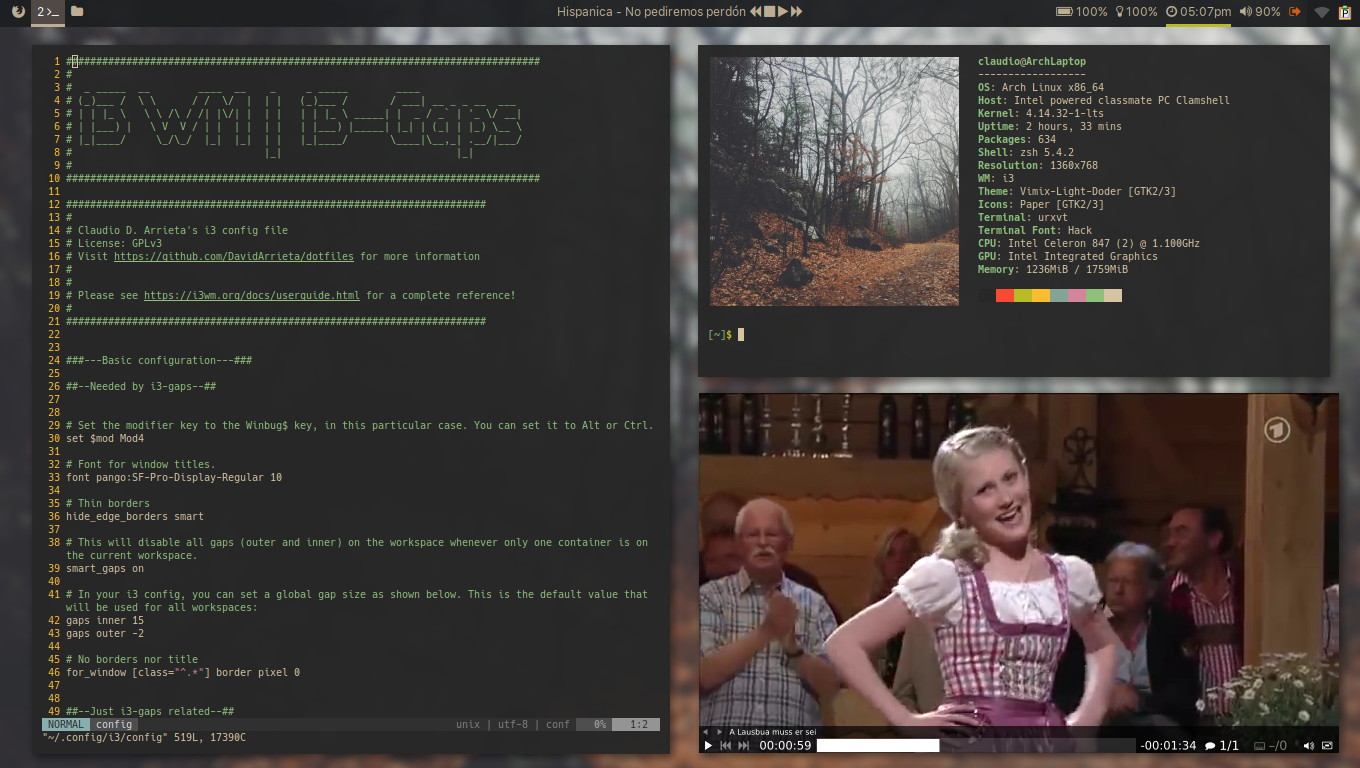 2
Hispanica - No pediremos perdón
100% 100% 05:07pm 90%
1 ###############################################################################
2 #
3 #
4 #
5 #
6 #
7 #
8 #
9 #
10 ###############################################################################
11
12 ######################################################################
13 #
14 # Claudio D. Arrieta's i3 config file
15 # License: GPLv3
16 # Visit https://github.com/DavidArrieta/dotfiles for more information
17 #
18 #
19 # Please see https://i3wm.org/docs/userguide.html for a complete reference!
20 #
21 ######################################################################
22
23
24 ###---Basic configuration---###
25
26 ##--Needed by i3-gaps--##
27
28
29 # Set the modifier key to the Winbug$ key, in this particular case. You can set it to Alt or Ctrl.
30 set $mod Mod4
31
32 # Font for window titles.
33 font pango:SF-Pro-Display-Regular 10
34
35 # Thin borders
36 hide_edge_borders smart
37
38 # This will disable all gaps (outer and inner) on the workspace whenever only one container is on
the current workspace.
39 smart_gaps on
40
41 # In your i3 config, you can set a global gap size as shown below. This is the default value that
will be used for all workspaces:
42 gaps inner 15
43 gaps outer -2
44
45 # No borders nor title
46 for_window [class="^.*"] border pixel 0
47
48
49 ##--Just i3-gaps related--##
NORMAL config unix | utf-8 | conf 0% 1:2
"~/.config/i3/config" 519L, 17390C
claudio@ArchLaptop
------------------
OS: Arch Linux x86_64
Host: Intel powered classmate PC Clamshell
Kernel: 4.14.32-1-lts
Uptime: 2 hours, 33 mins
Packages: 634
Shell: zsh 5.4.2
Resolution: 1360x768
WM: i3
Theme: Vimix-Light-Doder [GTK2/3]
Icons: Paper [GTK2/3]
Terminal: urxvt
Terminal Font: Hack
CPU: Intel Celeron 847 (2) @ 1.100GHz
GPU: Intel Integrated Graphics
Memory: 1236MiB / 1759MiB
[~]$
A Lausbua muss er sei
00:00:59 -00:01:34 1/1 -/0